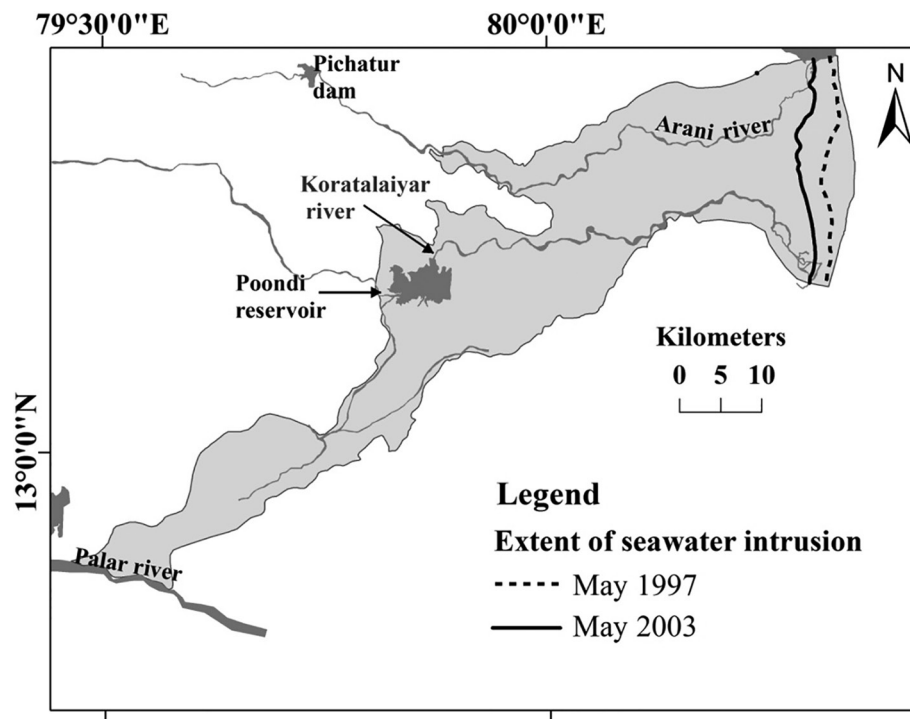 79°30'0"E
80°0'0"E
Pichatur
dam
N
Arani river
Koratalaiyar
river
Poondi
reservoir
Kilometers
0 5 10
13°0'0"N
Legend
Extent of seawater intrusion
May 1997
May 2003
Palar river